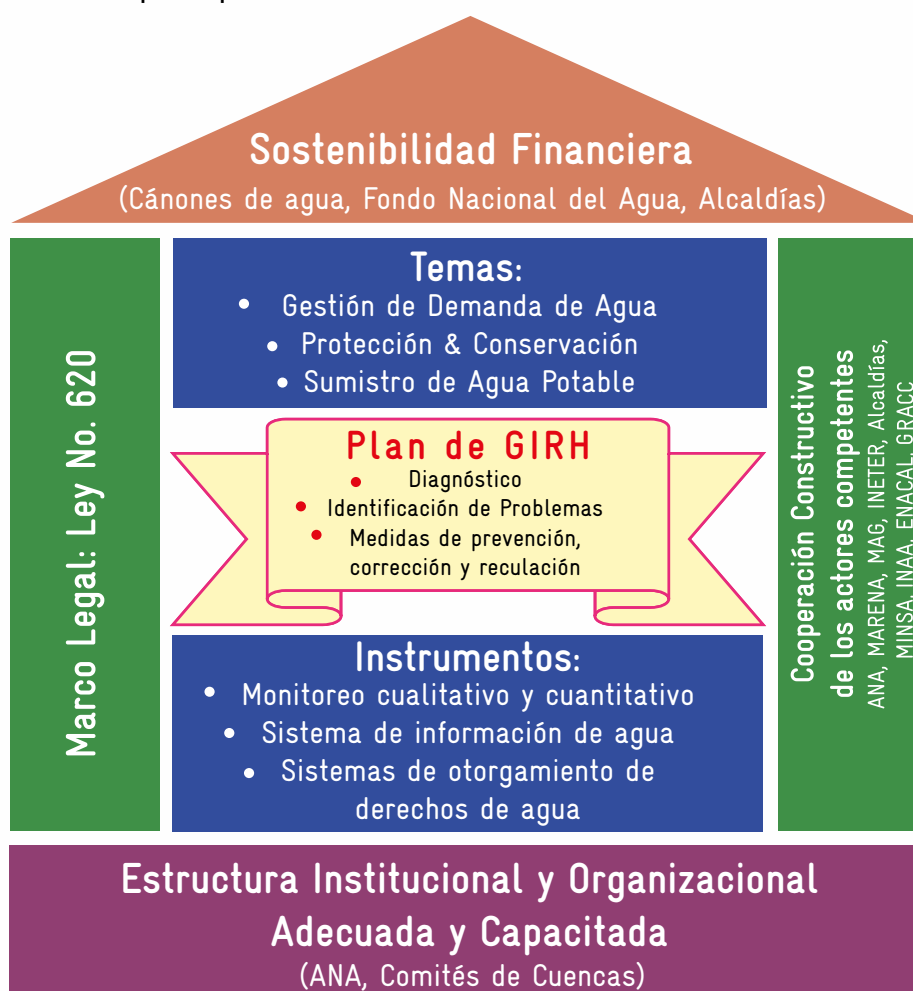 Sostenibilidad Financiera
(Cánones de agua, Fondo Nacional del Agua, Alcaldías)
Marco Legal: Ley No. 620
Temas:
• Gestión de Demanda de Agua
• Protección & Conservación
• Sumistro de Agua Potable
Plan de GIRH
• Diagnóstico
• Identificación de Problemas
• Medidas de prevención,
corrección y reculación
Instrumentos:
• Monitoreo cualitativo y cuantitativo
• Sistema de información de agua
• Sistemas de otorgamiento de
derechos de agua
Cooperación Constructivo
de los actores competentes
ANA, MARENA, MAG, INETER, Alcaldías,
MINSA, INAA, ENACAL, GRACC
Estructura Institucional y Organizacional
Adecuada y Capacitada
(ANA, Comités de Cuencas)